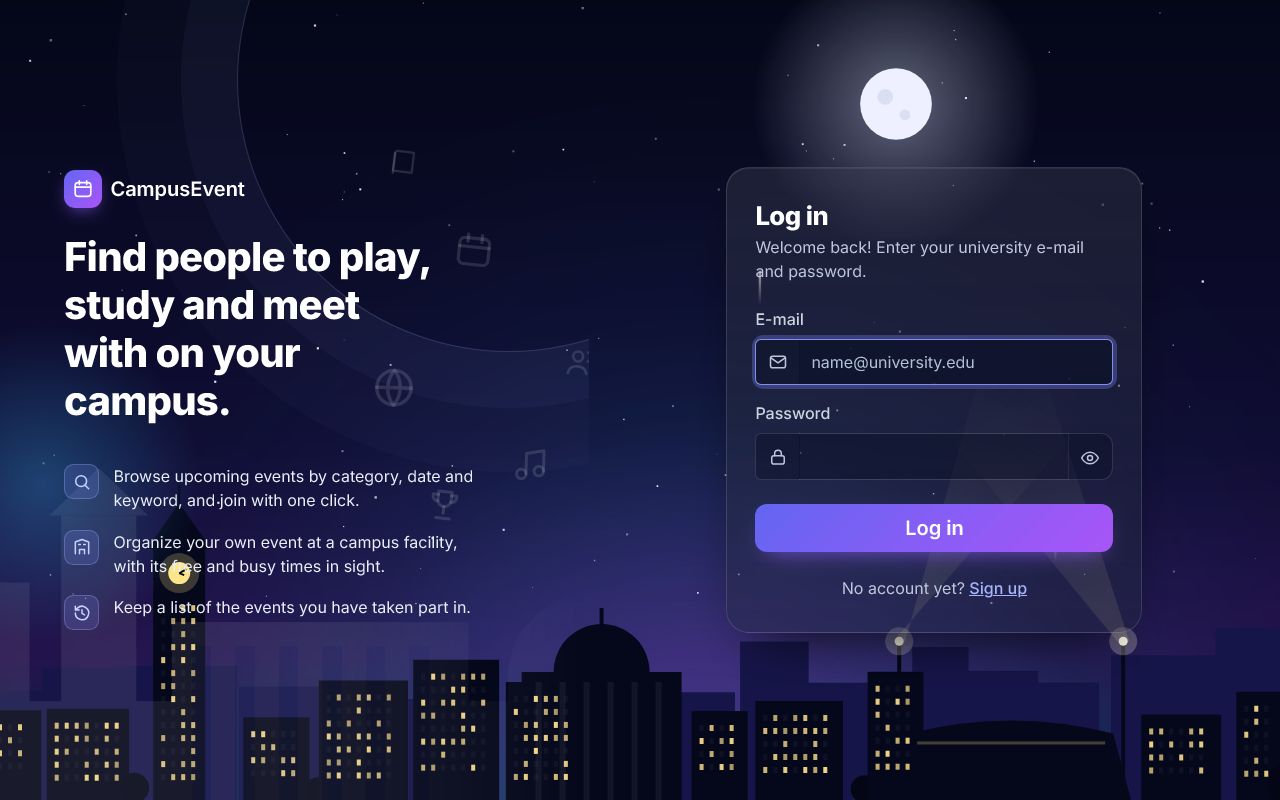 CampusEvent
Find people to play,
study and meet
with on your
campus.
Browse upcoming events by category, date and
keyword, and join with one click.
Organize your own event at a campus facility,
with its free and busy times in sight.
Keep a list of the events you have taken part in.
Log in
Welcome back! Enter your university e-mail
and password.
E-mail
name@university.edu
Password
Log in
No account yet? Sign up